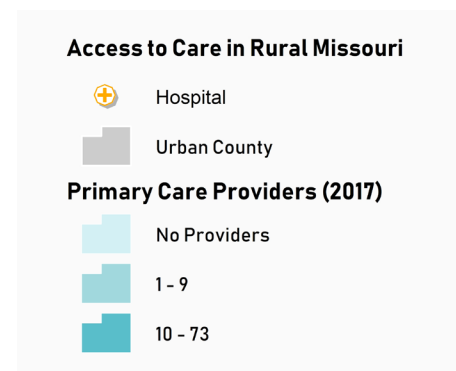 Access to Care in Rural Missouri
Hospital
Urban County
Primary Care Providers (2017)
No Providers
1 - 9
10 - 73